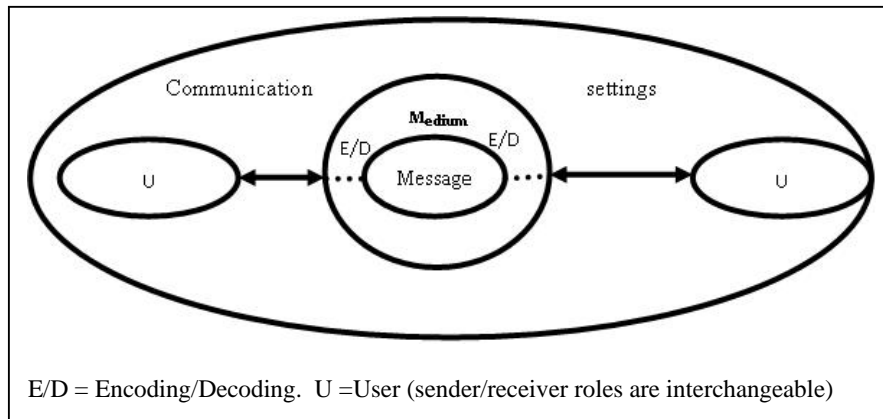 Communication settings
Medium
E/D E/D
U Message U
E/D = Encoding/Decoding. U =User (sender/receiver roles are interchangeable)